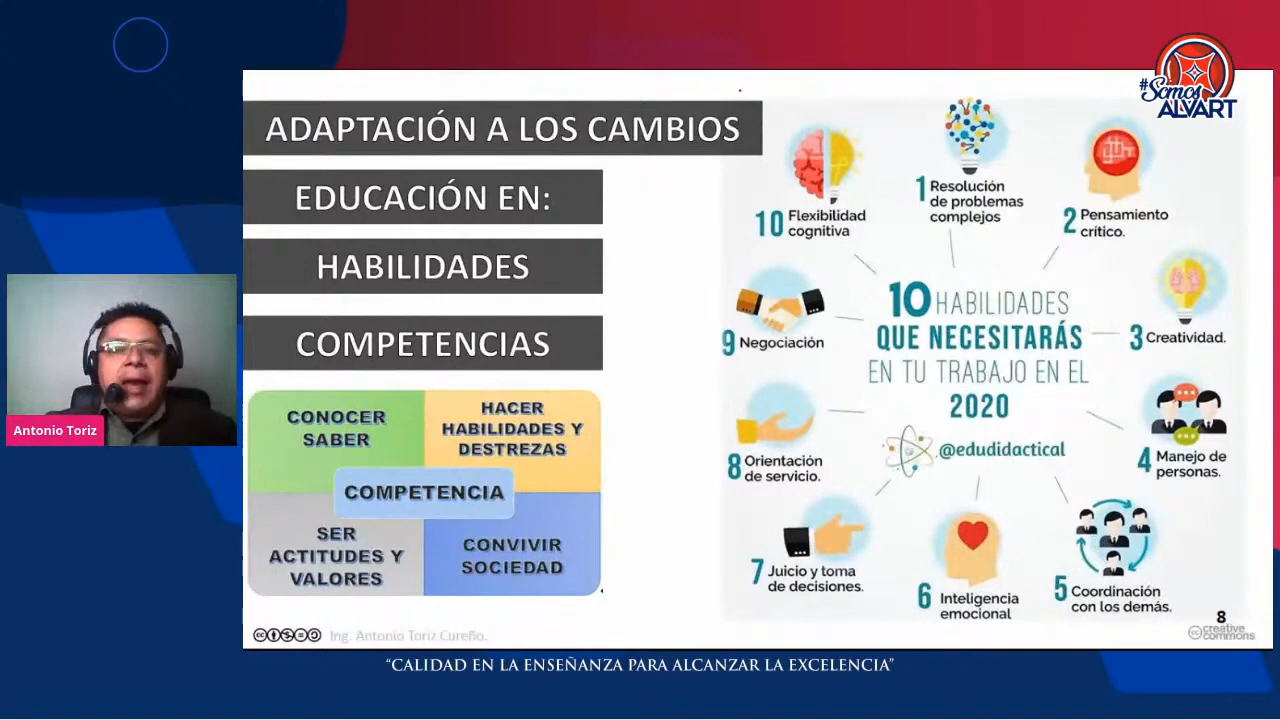 #Somos
ALVART
ADAPTACIÓN A LOS CAMBIOS
EDUCACIÓN EN:
HABILIDADES
COMPETENCIAS
CONOCER
SABER
HACER
HABILIDADES Y
DESTREZAS
COMPETENCIA
SER
ACTITUDES Y
VALORES
CONVIVIR
SOCIEDAD
10 HABILIDADES
QUE NECESITARÁS
EN TU TRABAJO EN EL
2020
@edudidactical
1 Resolución
de problemas
complejos
2 Pensamiento
crítico.
3 Creatividad.
4 Manejo de
personas.
5 Coordinación
con los demás.
6 Inteligencia
emocional
7 Juicio y toma
de decisiones.
8 Orientación
de servicio.
9 Negociación
10 Flexibilidad
cognitiva
Antonio Toriz
Ing. Antonio Toriz Cureño.
8
cc creative
commons
“CALIDAD EN LA ENSEÑANZA PARA ALCANZAR LA EXCELENCIA”